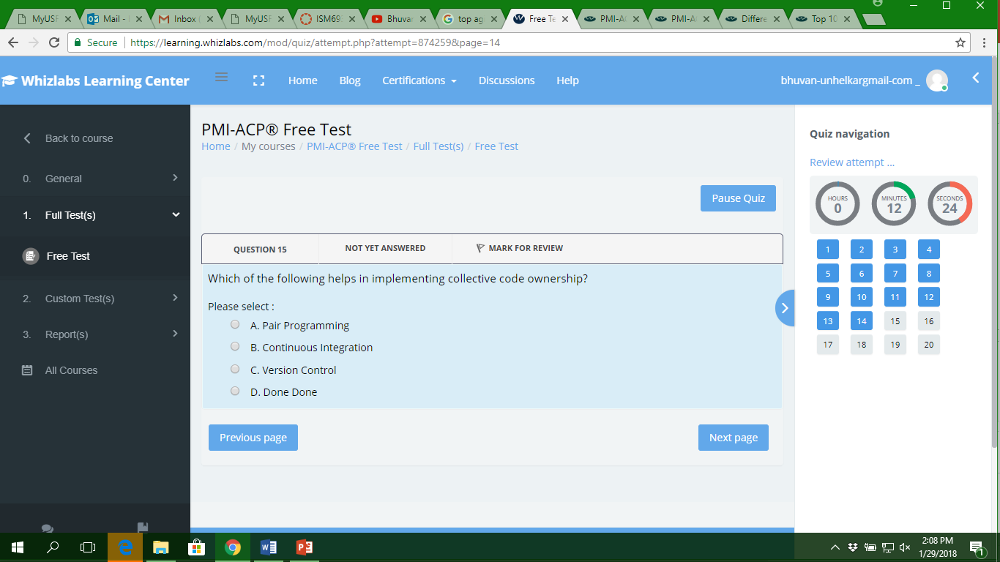 MyUSF
Mail -
Inbox (
MyUSF
ISM69
Bhuvan
top ag
Free Te
PMI-AC
PMI-A
Differe
Top 10
Secure
https://learning.whizlabs.com/mod/quiz/attempt.php?attempt=874259&page=14
Whizlabs Learning Center
Home
Blog
Certifications
Discussions
Help
bhuvan-unhelkargmail-com _
Back to course
0. General
1. Full Test(s)
Free Test
2. Custom Test(s)
3. Report(s)
All Courses
PMI-ACP® Free Test
Home / My courses / PMI-ACP® Free Test / Full Test(s) / Free Test
Pause Quiz
QUESTION 15
NOT YET ANSWERED
MARK FOR REVIEW
Which of the following helps in implementing collective code ownership?
Please select :
A. Pair Programming
B. Continuous Integration
C. Version Control
D. Done Done
Previous page
Next page
Quiz navigation
Review attempt ...
HOURS
0
MINUTES
12
SECONDS
24
1 2 3 4
5 6 7 8
9 10 11 12
13 14 15 16
17 18 19 20
2:08 PM
1/29/2018
1